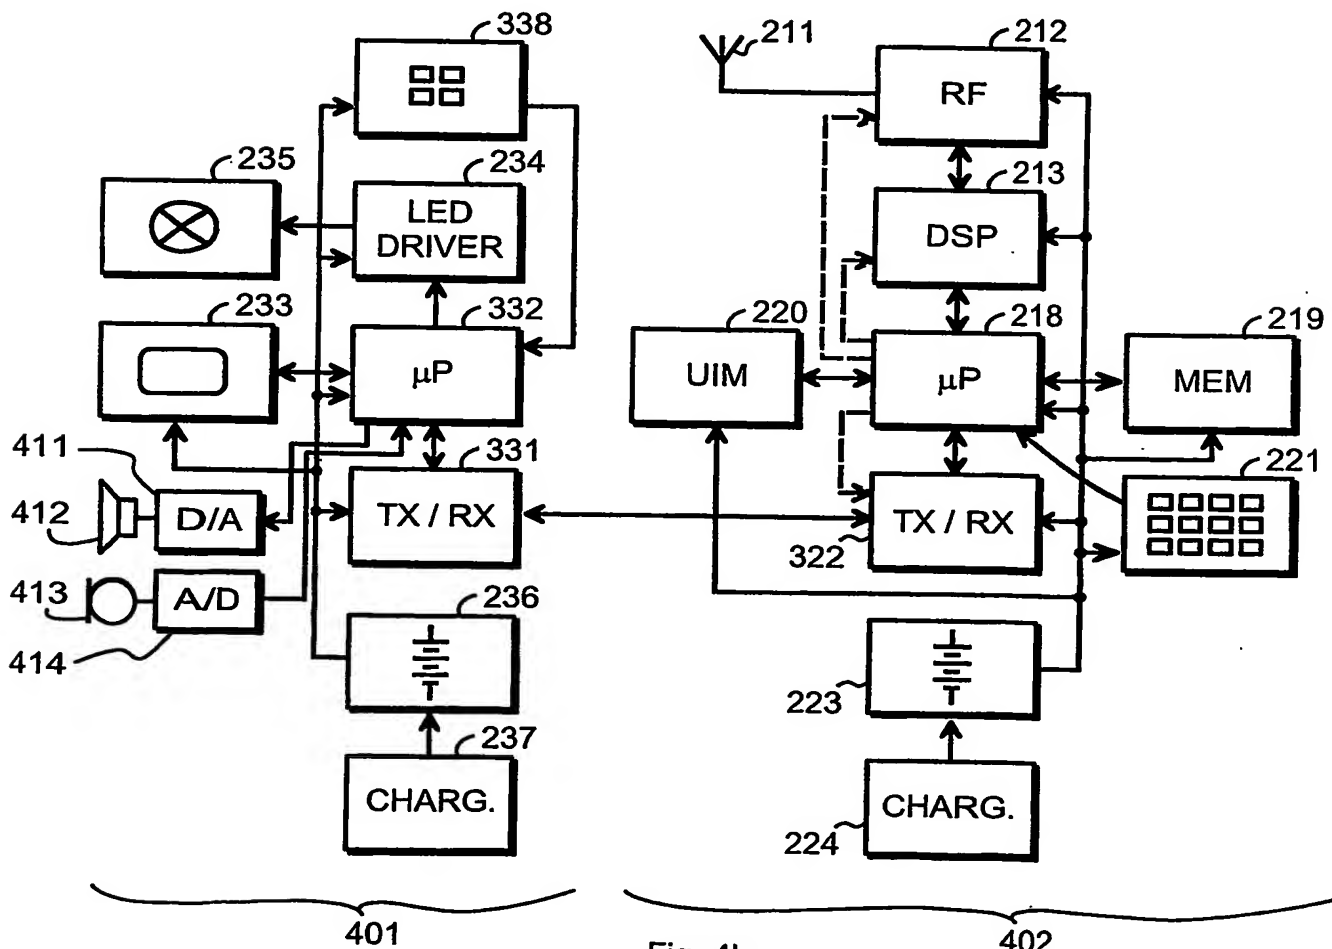 338
211
212
RF
235
234
LED
DRIVER
213
DSP
233
332
µP
220
UIM
218
µP
219
MEM
411
D/A
412
331
TX / RX
TX / RX
322
221
413
A/D
414
236
223
237
CHARG.
CHARG.
224
401
402